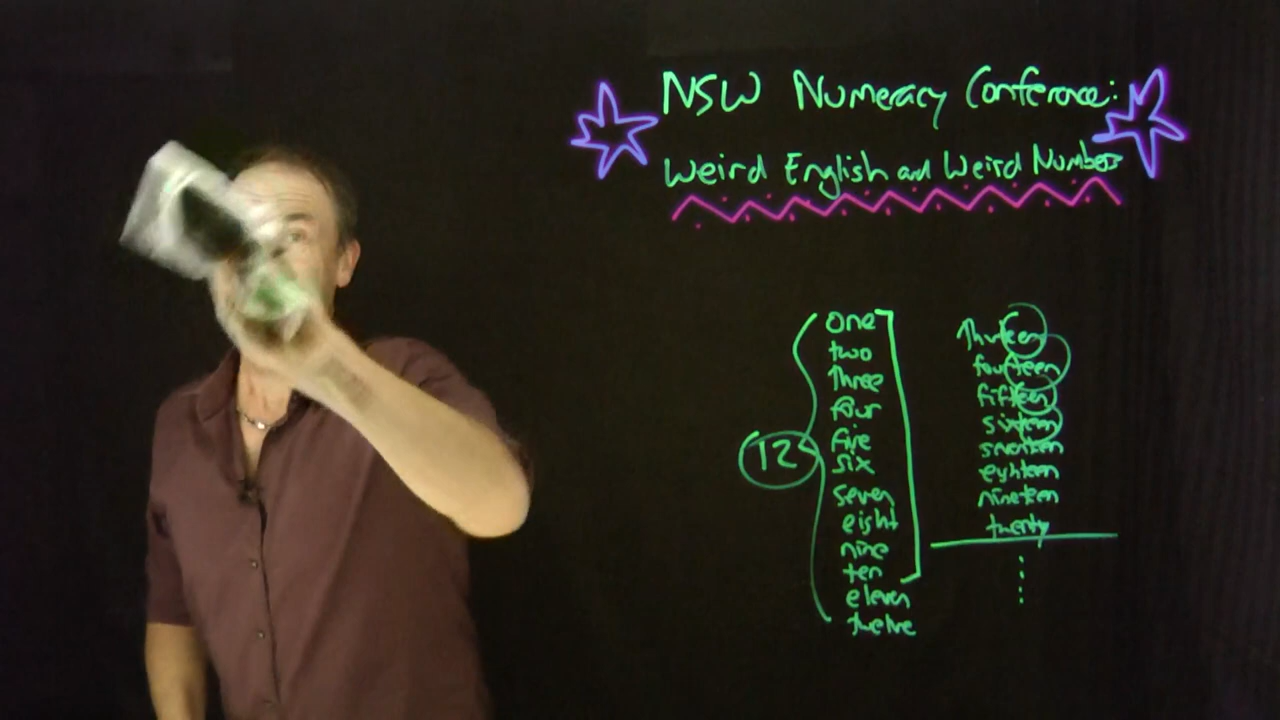 NSW Numeracy Conference:
Weird English and Weird Numbers
12
one
two
three
four
five
six
seven
eight
nine
ten
eleven
twelve
thirteen
fourteen
fifteen
sixteen
seventeen
eighteen
nineteen
twenty